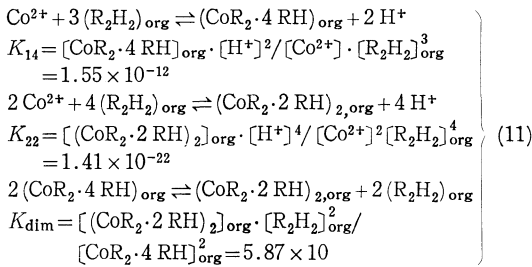 Co²⁺+3(R₂H₂)org⇌(CoR₂·4 RH)org+2 H⁺
K₁₄=[CoR₂·4 RH]org·[H⁺]²/[Co²⁺]·[R₂H₂]³org
=1.55×10⁻¹²
2 Co²⁺+4(R₂H₂)org⇌(CoR₂·2 RH)₂,org+4 H⁺
K₂₂=[(CoR₂·2 RH)₂]org·[H⁺]⁴/[Co²⁺]²[R₂H₂]⁴org
=1.41×10⁻²² (11)
2(CoR₂·4 RH)org⇌(CoR₂·2 RH)₂,org+2(R₂H₂)org
Kdim=[(CoR₂·2 RH)₂]org·[R₂H₂]²org/
[CoR₂·4 RH]²org=5.87×10